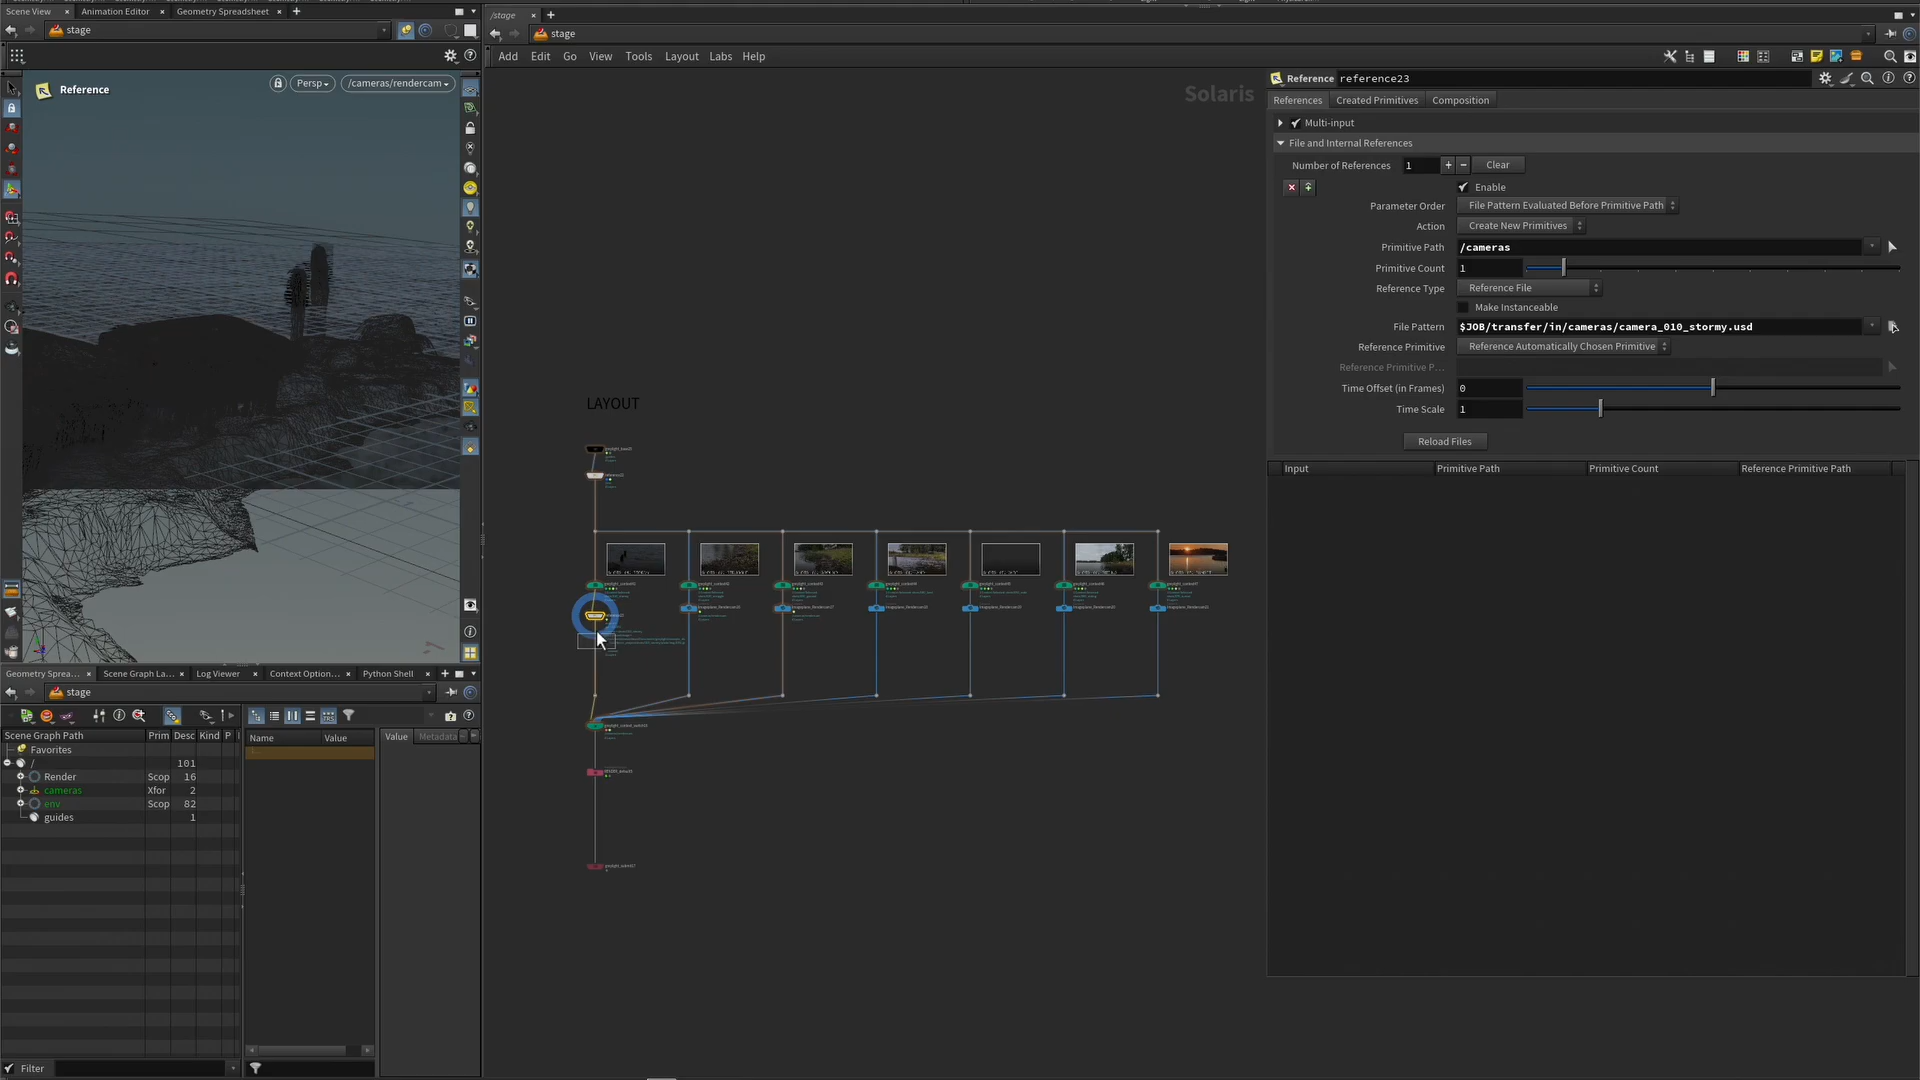 Scene View
Animation Editor
Geometry Spreadsheet
stage
Reference
Persp
/cameras/rendercam
/stage
stage
Add Edit Go View Tools Layout Labs Help
Solaris
LAYOUT
Reference reference23
References Created Primitives Composition
Multi-input
File and Internal References
Number of References 1 + − Clear
Enable
Parameter Order File Pattern Evaluated Before Primitive Path
Action Create New Primitives
Primitive Path /cameras
Primitive Count 1
Reference Type Reference File
Make Instanceable
File Pattern $JOB/transfer/in/cameras/camera_010_stormy.usd
Reference Primitive Reference Automatically Chosen Primitive
Reference Primitive P...
Time Offset (in Frames) 0
Time Scale 1
Reload Files
Input Primitive Path Primitive Count Reference Primitive Path
Geometry Sprea... Scene Graph La... Log Viewer Context Option... Python Shell
stage
Scene Graph Path Prim Desc Kind P
Favorites
/ 101
Render Scop 16
cameras Xfor 2
env Scop 82
guides 1
Name Value
Value Metadata
Filter